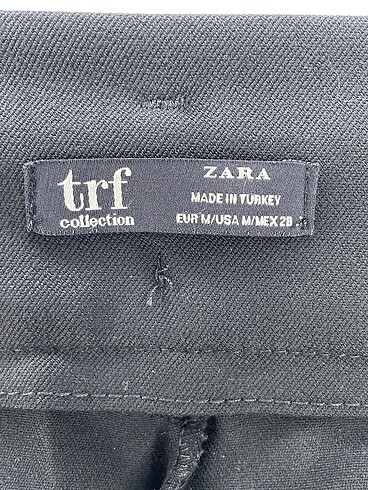 trf
collection
ZARA
MADE IN TURKEY
EUR M/USA M/MEX 28